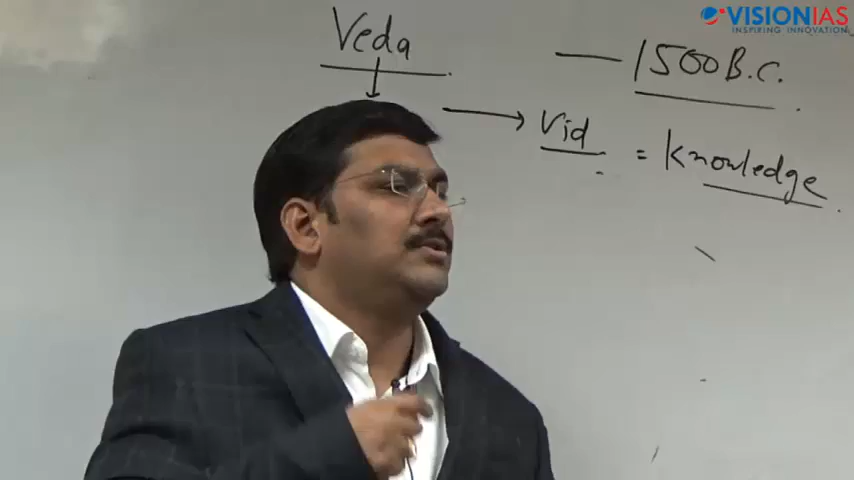 VISIONIAS
INSPIRING INNOVATION
Veda
— 1500 B.C.
→ Vid
= Knowledge